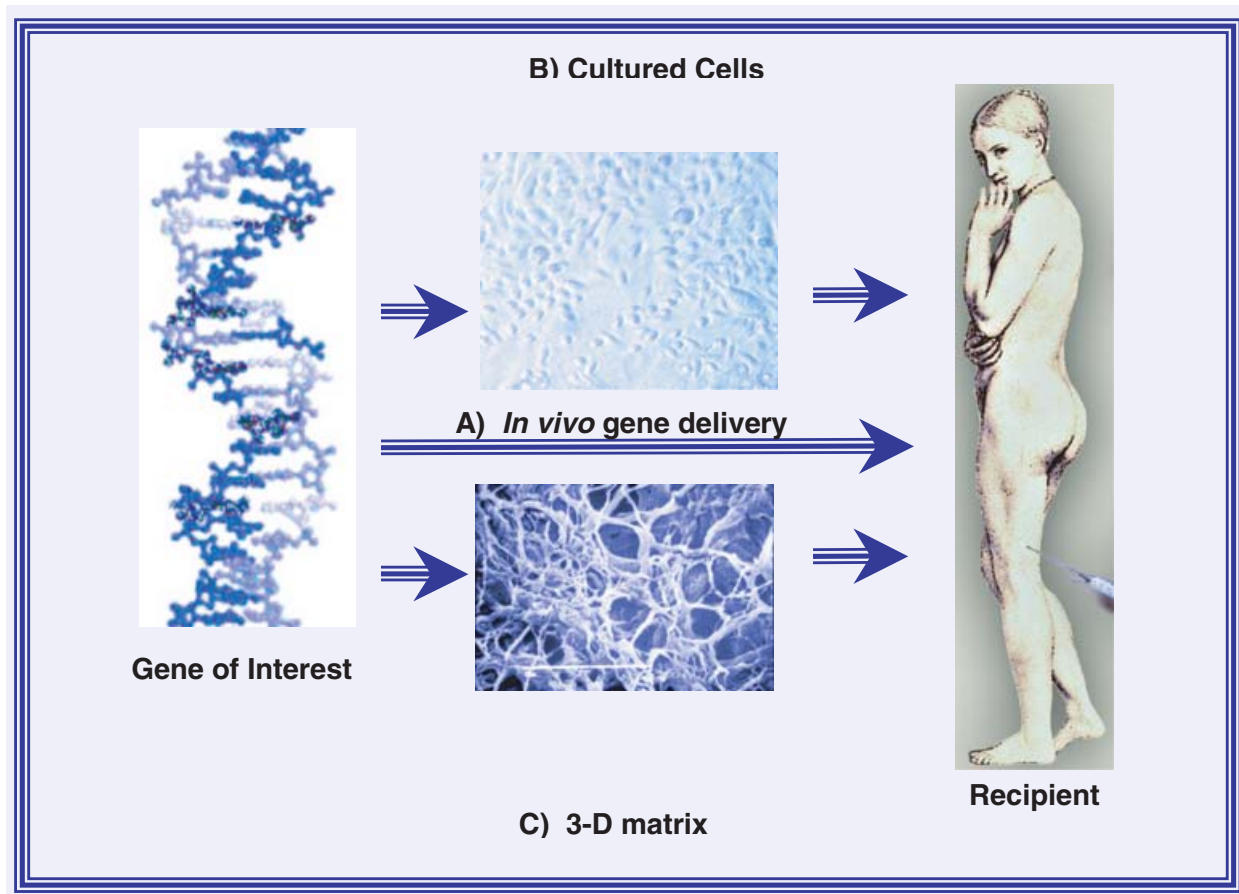 B) Cultured Cells
A) In vivo gene delivery
Gene of Interest
Recipient
C) 3-D matrix